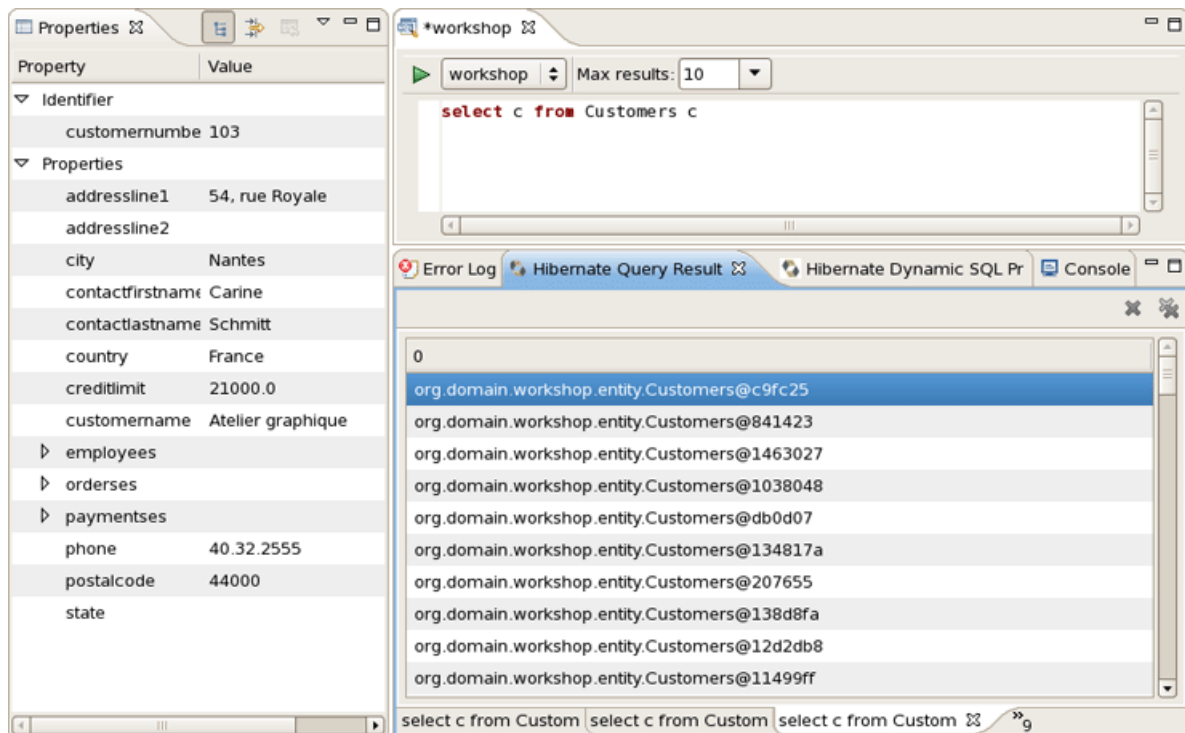 Properties
Property Value
Identifier
customernumbe 103
Properties
addressline1 54, rue Royale
addressline2
city Nantes
contactfirstname Carine
contactlastname Schmitt
country France
creditlimit 21000.0
customername Atelier graphique
employees
orderses
paymentses
phone 40.32.2555
postalcode 44000
state
*workshop
workshop Max results: 10
select c from Customers c
Error Log Hibernate Query Result Hibernate Dynamic SQL Pr Console
0
org.domain.workshop.entity.Customers@c9fc25
org.domain.workshop.entity.Customers@841423
org.domain.workshop.entity.Customers@1463027
org.domain.workshop.entity.Customers@1038048
org.domain.workshop.entity.Customers@db0d07
org.domain.workshop.entity.Customers@134817a
org.domain.workshop.entity.Customers@207655
org.domain.workshop.entity.Customers@138d8fa
org.domain.workshop.entity.Customers@12d2db8
org.domain.workshop.entity.Customers@11499ff
select c from Custom select c from Custom select c from Custom »9